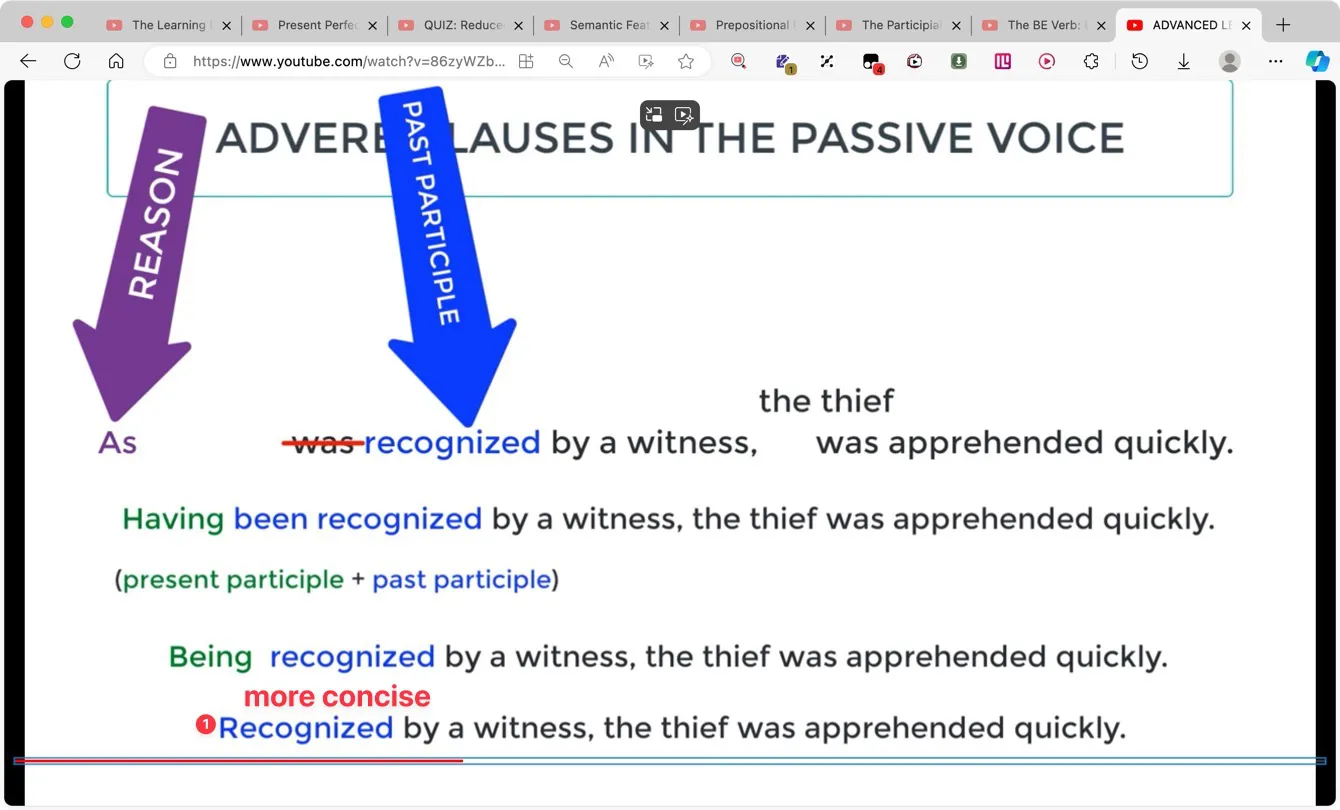 The Learning
Present Perfec
QUIZ: Reduce
Semantic Feat
Prepositional
The Participial
The BE Verb:
ADVANCED LE
https://www.youtube.com/watch?v=86zyWZb...
1
4
ADVERB CLAUSES IN THE PASSIVE VOICE
REASON
PAST PARTICIPLE
the thief
As was recognized by a witness, was apprehended quickly.
Having been recognized by a witness, the thief was apprehended quickly.
(present participle + past participle)
Being recognized by a witness, the thief was apprehended quickly.
more concise
1 Recognized by a witness, the thief was apprehended quickly.